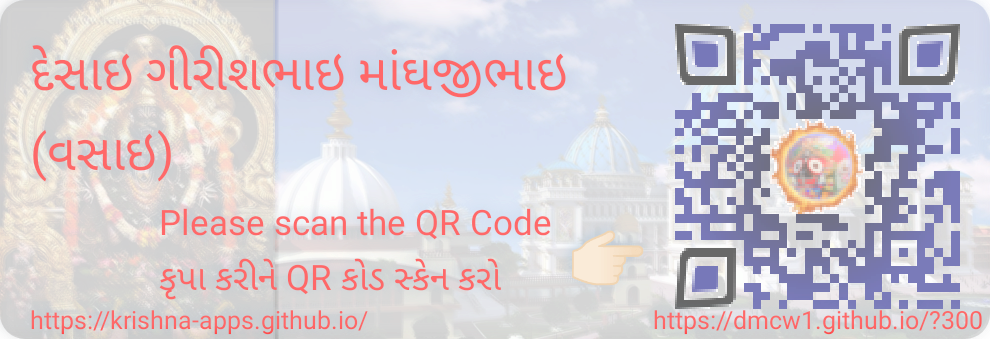 દેસાઇ ગીરીશભાઇ માંઘજીભાઇ
(વસાઇ)
Please scan the QR Code
કૃપા કરીને QR કોડ સ્કેન કરો
https://krishna-apps.github.io/
https://dmcw1.github.io/?300